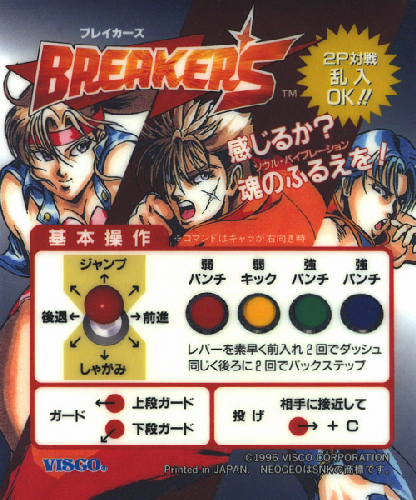 ブレイカーズ
BREAKERS
™
2P対戦
乱入
OK!!
感じるか?
ソウル・バイブレーション
魂のふるえを!
基本操作
※コマンドはキャラが右向き時
ジャンプ
後退
前進
しゃがみ
弱パンチ
弱キック
強パンチ
強パンチ
レバーを素早く前入れ2回でダッシュ
同じく後ろに2回でバックステップ
ガード
上段ガード
下段ガード
投げ
相手に接近して
+ C
VISCO®
©1996 VISCO CORPORATION
Printed in JAPAN. NEOGEOはSNKの商標です。